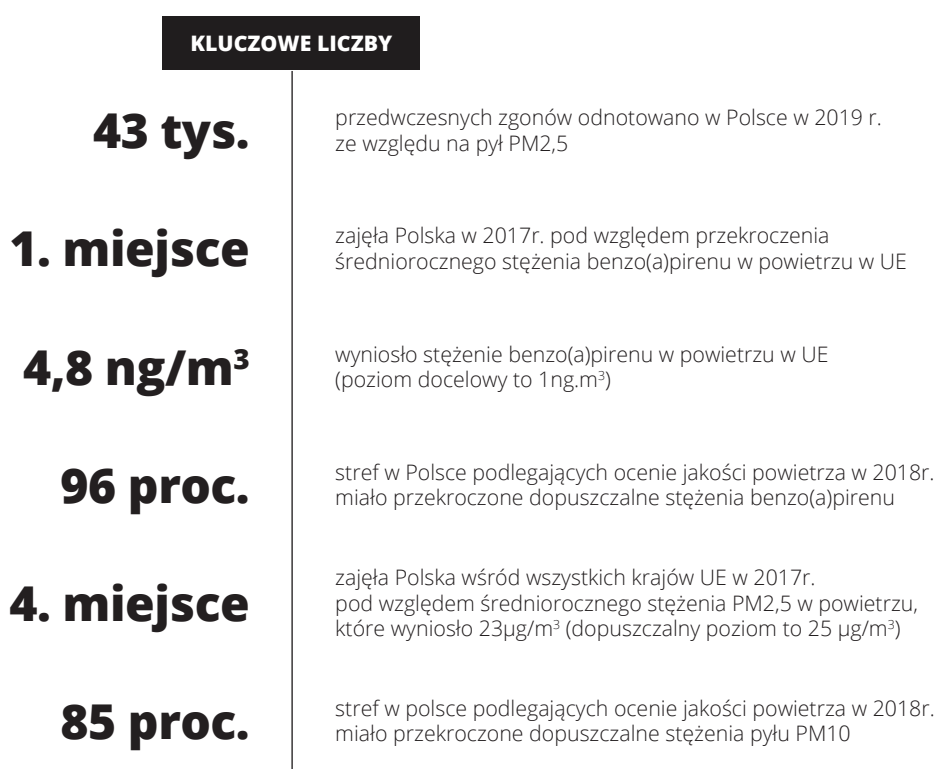 KLUCZOWE LICZBY
43 tys.
przedwczesnych zgonów odnotowano w Polsce w 2019 r.
ze względu na pył PM2,5
1. miejsce
zajęła Polska w 2017r. pod względem przekroczenia
średniorocznego stężenia benzo(a)pirenu w powietrzu w UE
4,8 ng/m³
wyniosło stężenie benzo(a)pirenu w powietrzu w UE
(poziom docelowy to 1ng.m³)
96 proc.
stref w Polsce podlegających ocenie jakości powietrza w 2018r.
miało przekroczone dopuszczalne stężenia benzo(a)pirenu
4. miejsce
zajęła Polska wśród wszystkich krajów UE w 2017r.
pod względem średniorocznego stężenia PM2,5 w powietrzu,
które wyniosło 23µg/m³ (dopuszczalny poziom to 25 µg/m³)
85 proc.
stref w polsce podlegających ocenie jakości powietrza w 2018r.
miało przekroczone dopuszczalne stężenia pyłu PM10